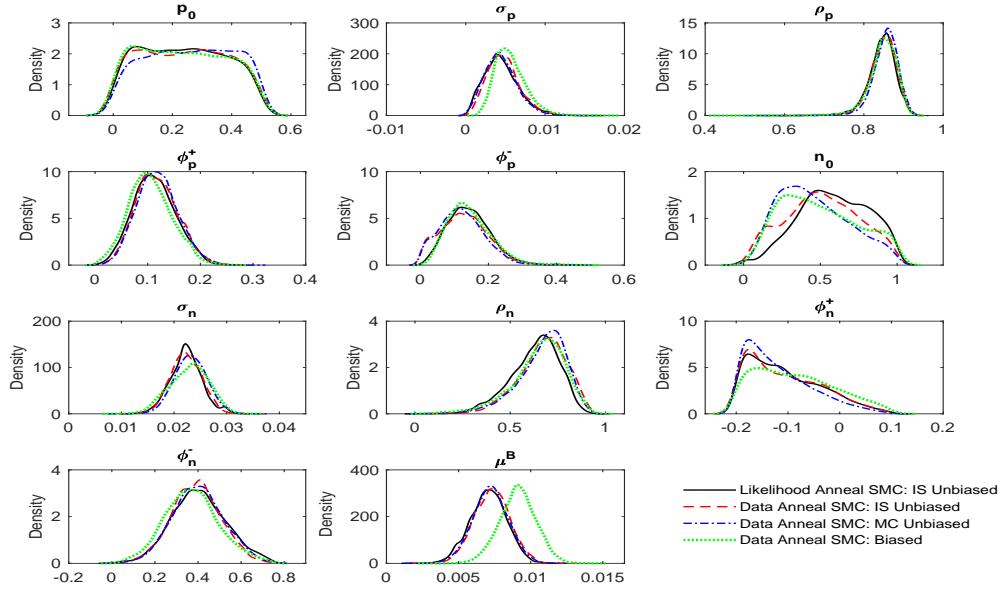 p₀
σₚ
ρₚ
3
2
1
0
Density
0 0.2 0.4 0.6
300
200
100
0
Density
-0.01 0 0.01 0.02
15
10
5
0
Density
0.4 0.6 0.8 1
ϕₚ⁺
ϕₚ⁻
n₀
10
5
0
Density
0 0.1 0.2 0.3 0.4
10
5
0
Density
0 0.2 0.4 0.6
2
1
0
Density
0 0.5 1
σₙ
ρₙ
ϕₙ⁺
200
100
0
Density
0 0.01 0.02 0.03 0.04
4
2
0
Density
0 0.5 1
10
5
0
Density
-0.2 -0.1 0 0.1 0.2
ϕₙ⁻
μᴮ
4
2
0
Density
-0.2 0 0.2 0.4 0.6 0.8
400
200
0
Density
0 0.005 0.01 0.015
Likelihood Anneal SMC: IS Unbiased
Data Anneal SMC: IS Unbiased
Data Anneal SMC: MC Unbiased
Data Anneal SMC: Biased